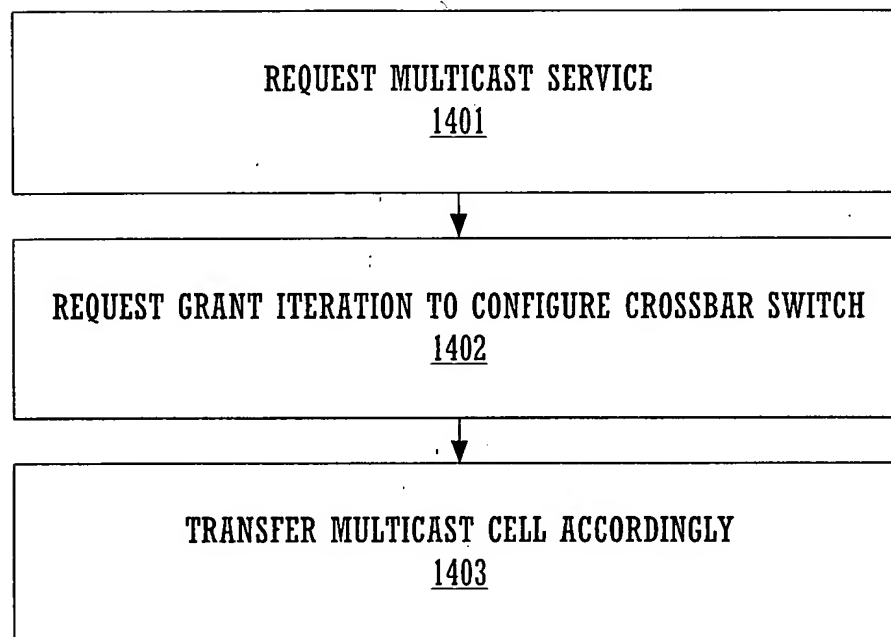 REQUEST MULTICAST SERVICE
1401
REQUEST GRANT ITERATION TO CONFIGURE CROSSBAR SWITCH
1402
TRANSFER MULTICAST CELL ACCORDINGLY
1403